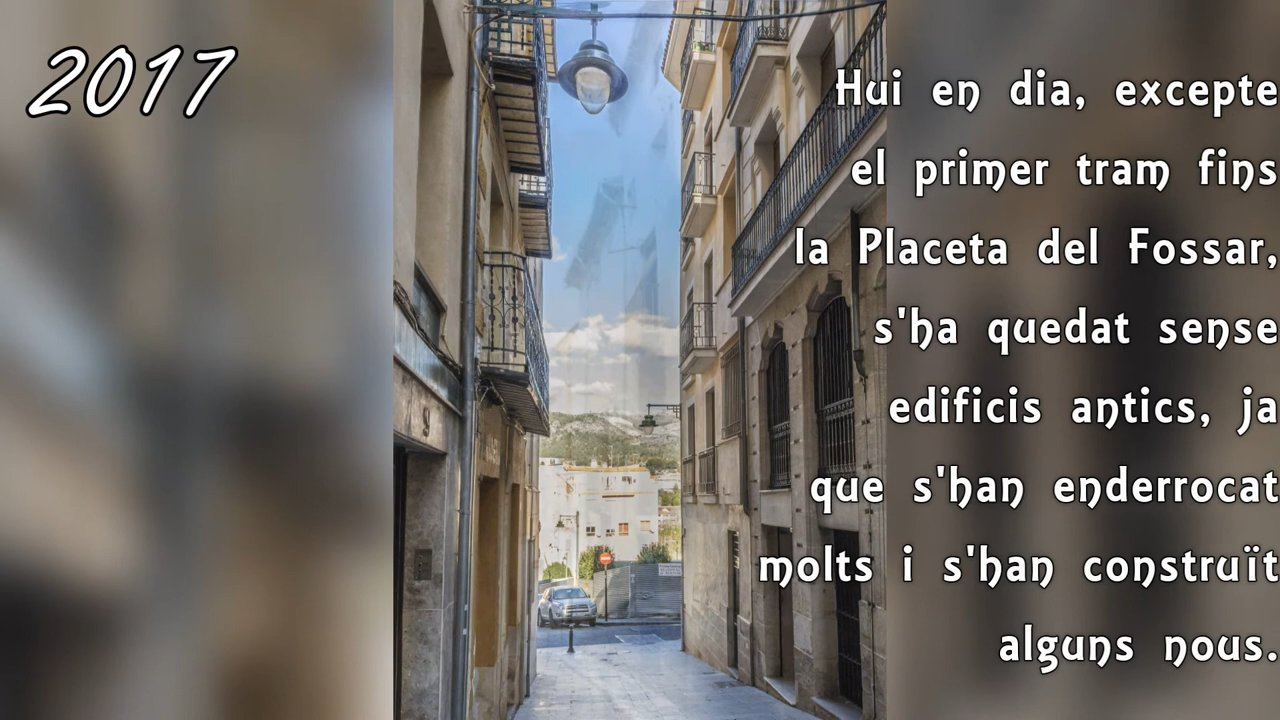 2017
Hui en dia, excepte
el primer tram fins
la Placeta del Fossar,
s'ha quedat sense
edificis antics, ja
que s'han enderrocat
molts i s'han construït
alguns nous.
9